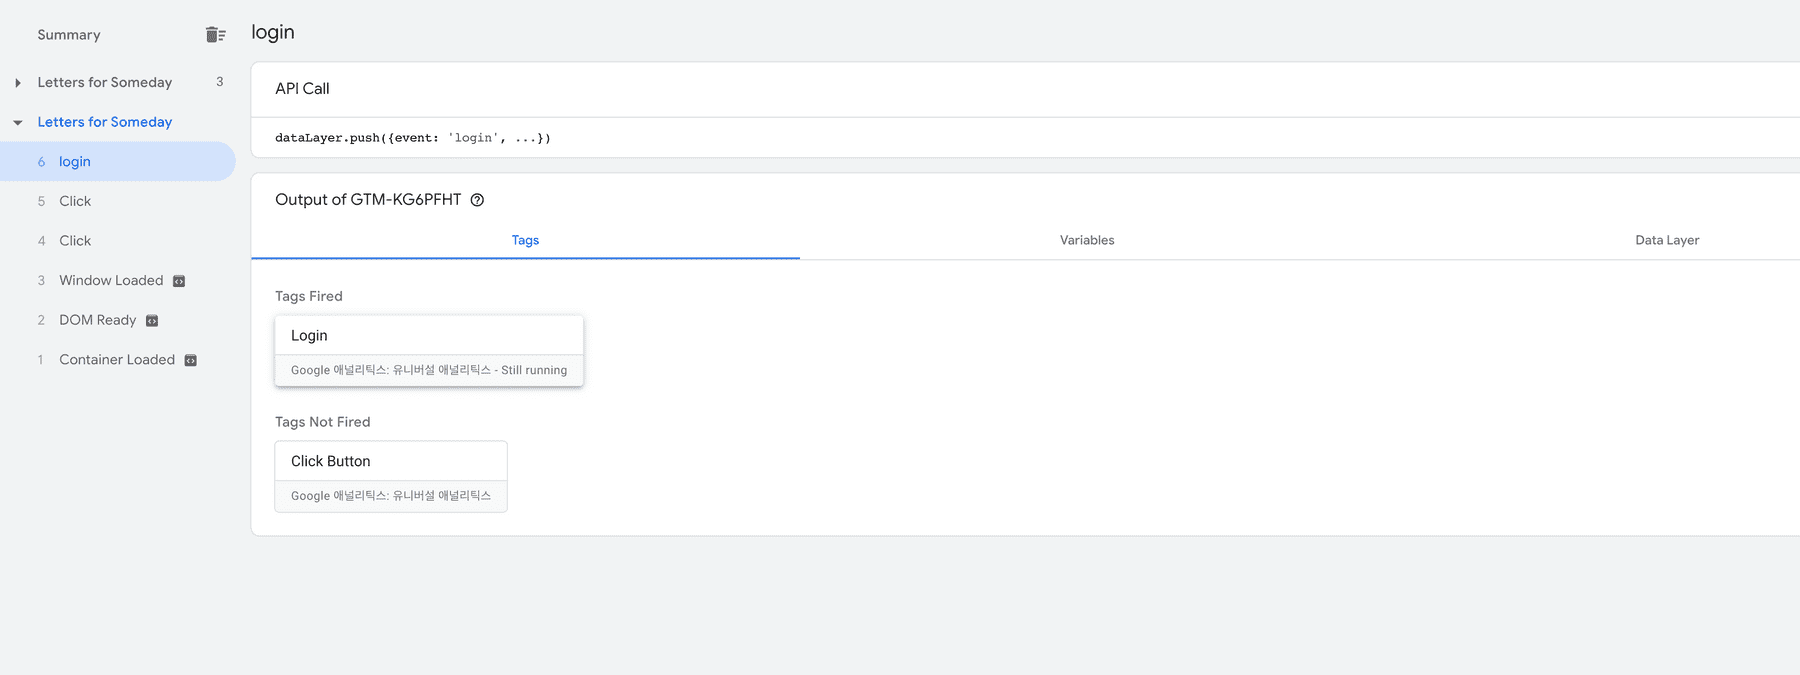 Summary
Letters for Someday 3
Letters for Someday
6 login
5 Click
4 Click
3 Window Loaded
2 DOM Ready
1 Container Loaded
login
API Call
dataLayer.push({event: 'login', ...})
Output of GTM-KG6PFHT
Tags Variables Data Layer
Tags Fired
Login
Google 애널리틱스: 유니버설 애널리틱스 - Still running
Tags Not Fired
Click Button
Google 애널리틱스: 유니버설 애널리틱스